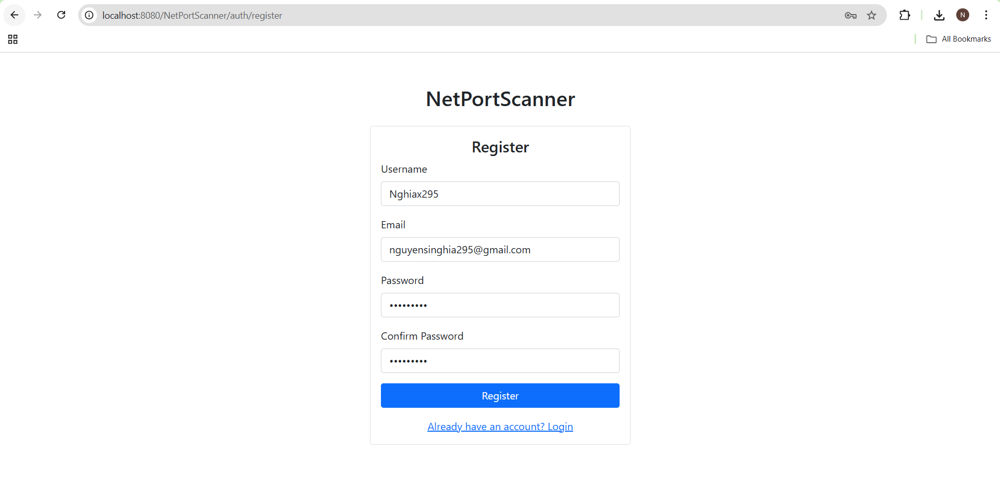 localhost:8080/NetPortScanner/auth/register
N
All Bookmarks
NetPortScanner
Register
Username
Nghiax295
Email
nguyensinghia295@gmail.com
Password
•••••••••
Confirm Password
•••••••••
Register
Already have an account? Login